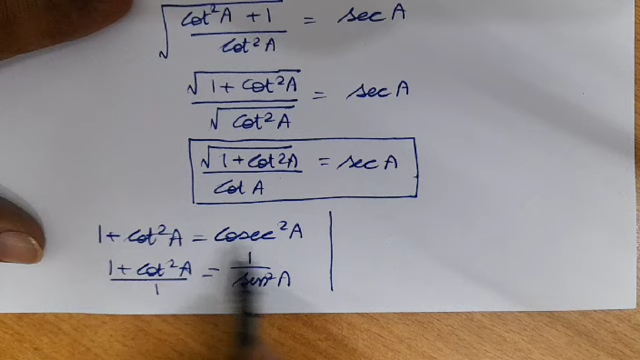 √((cot²A + 1)/(cot²A)) = sec A
√(1 + cot²A)/√(cot²A) = sec A
√(1 + cot²A)/(cot A) = sec A
1 + cot²A = cosec²A
(1 + cot²A)/1 = 1/(sin²A)